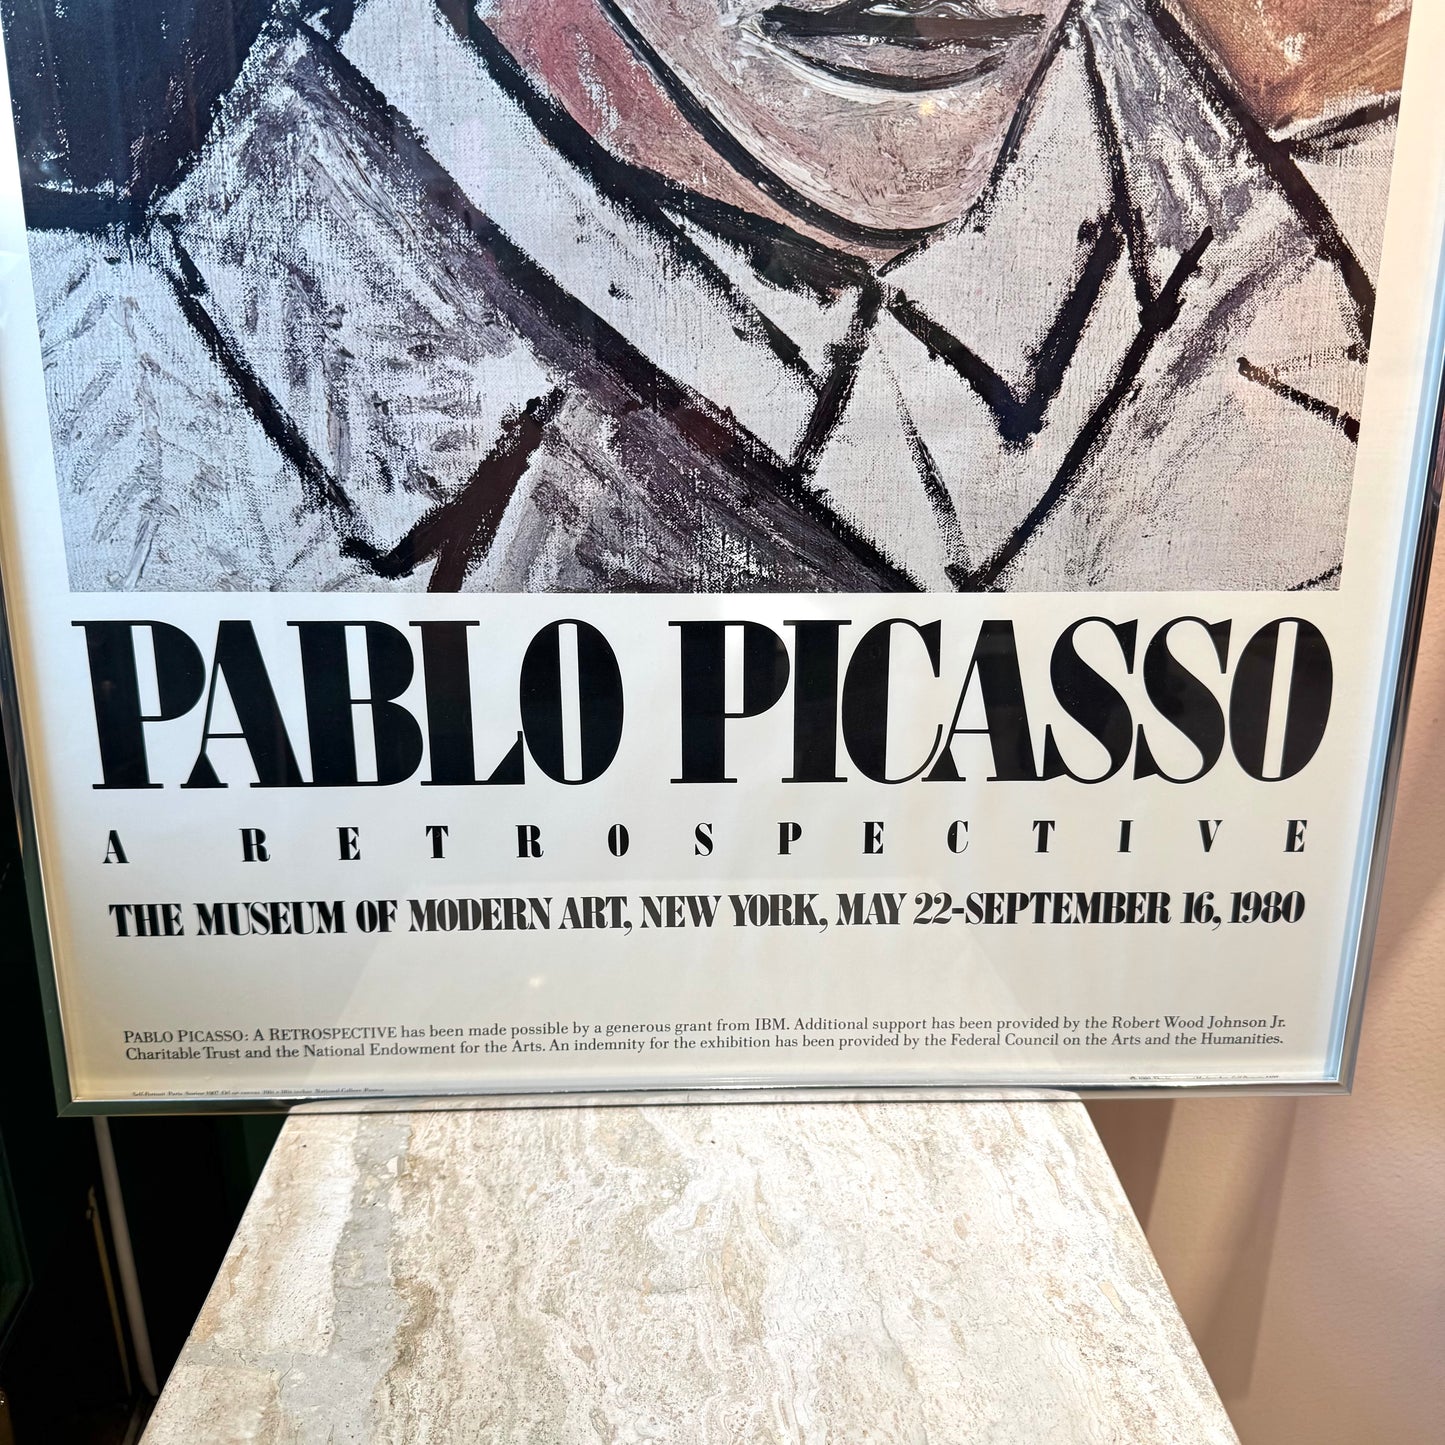 PABLO PICASSO
A RETROSPECTIVE
THE MUSEUM OF MODERN ART, NEW YORK, MAY 22-SEPTEMBER 16, 1980
PABLO PICASSO: A RETROSPECTIVE has been made possible by a generous grant from IBM. Additional support has been provided by the Robert Wood Johnson Jr.
Charitable Trust and the National Endowment for the Arts. An indemnity for the exhibition has been provided by the Federal Council on the Arts and the Humanities.